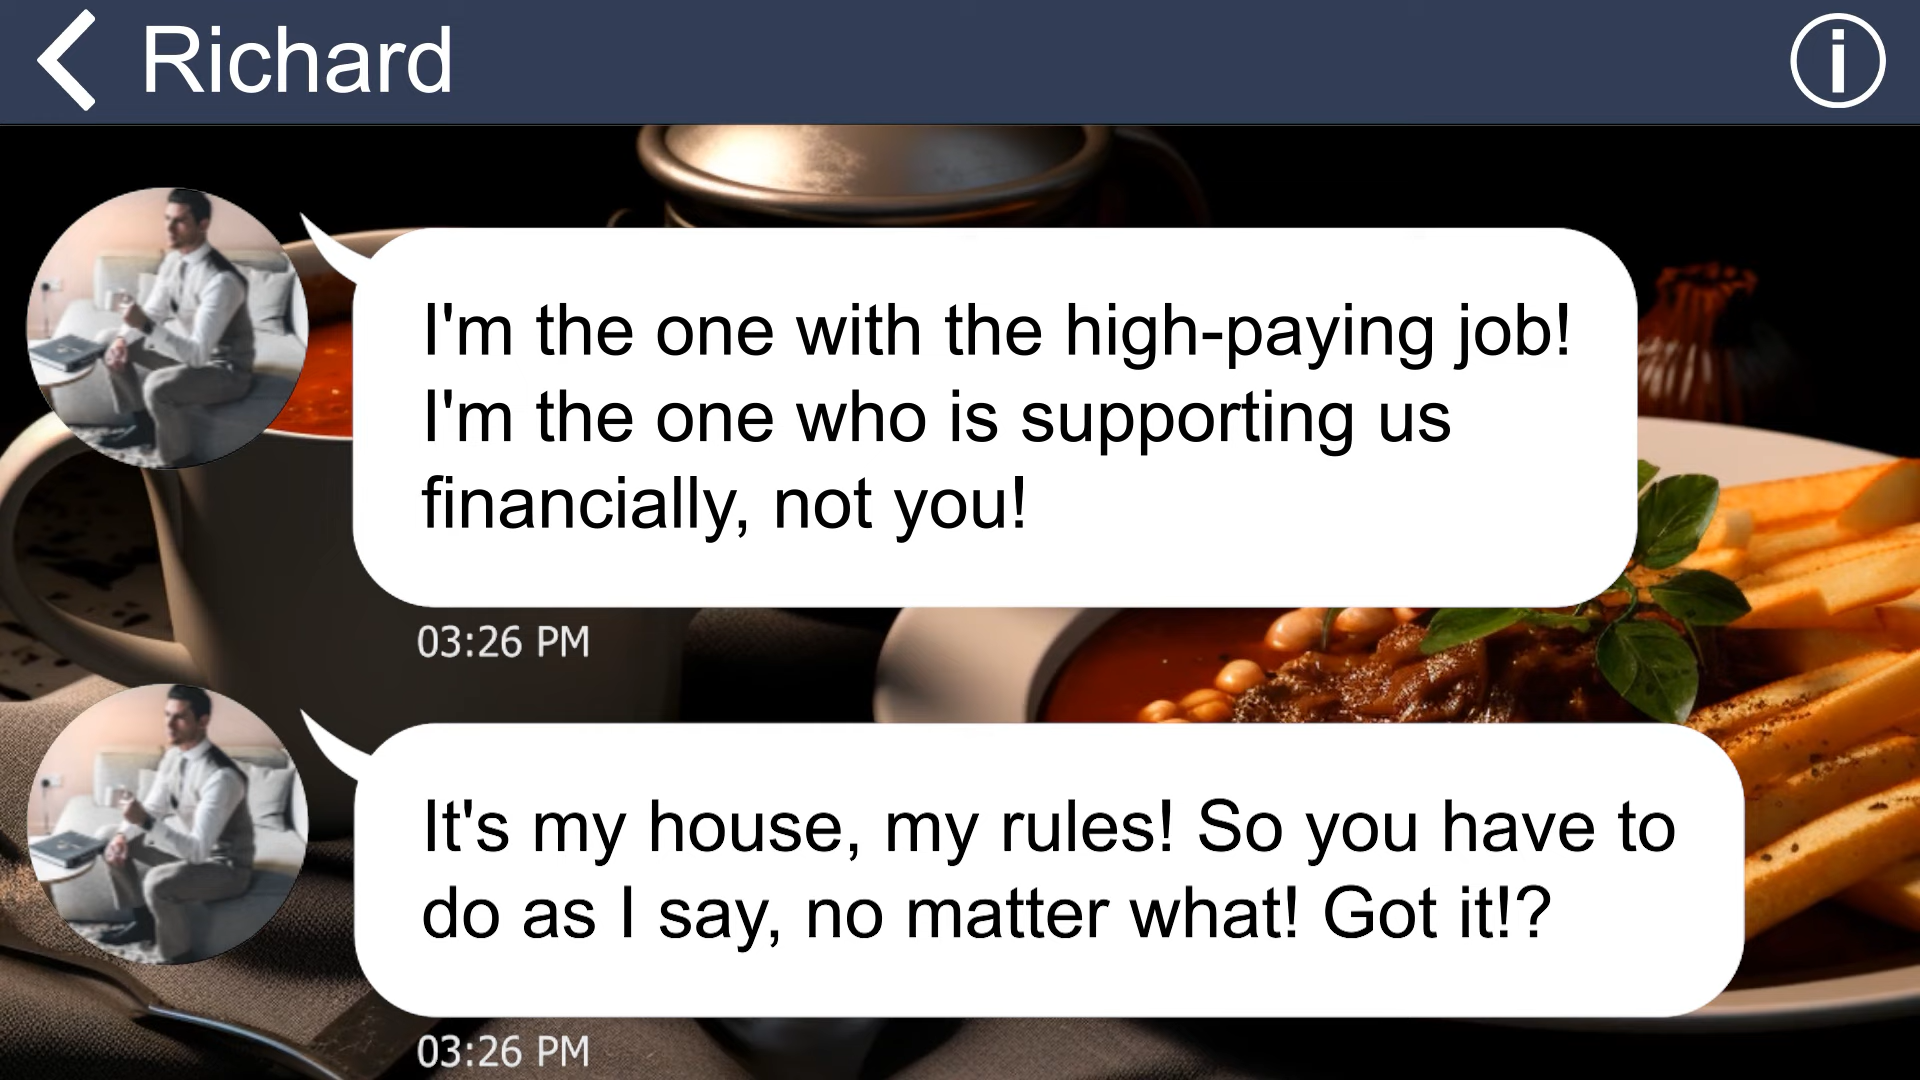 Richard
I'm the one with the high-paying job!
I'm the one who is supporting us
financially, not you!
03:26 PM
It's my house, my rules! So you have to
do as I say, no matter what! Got it!?
03:26 PM